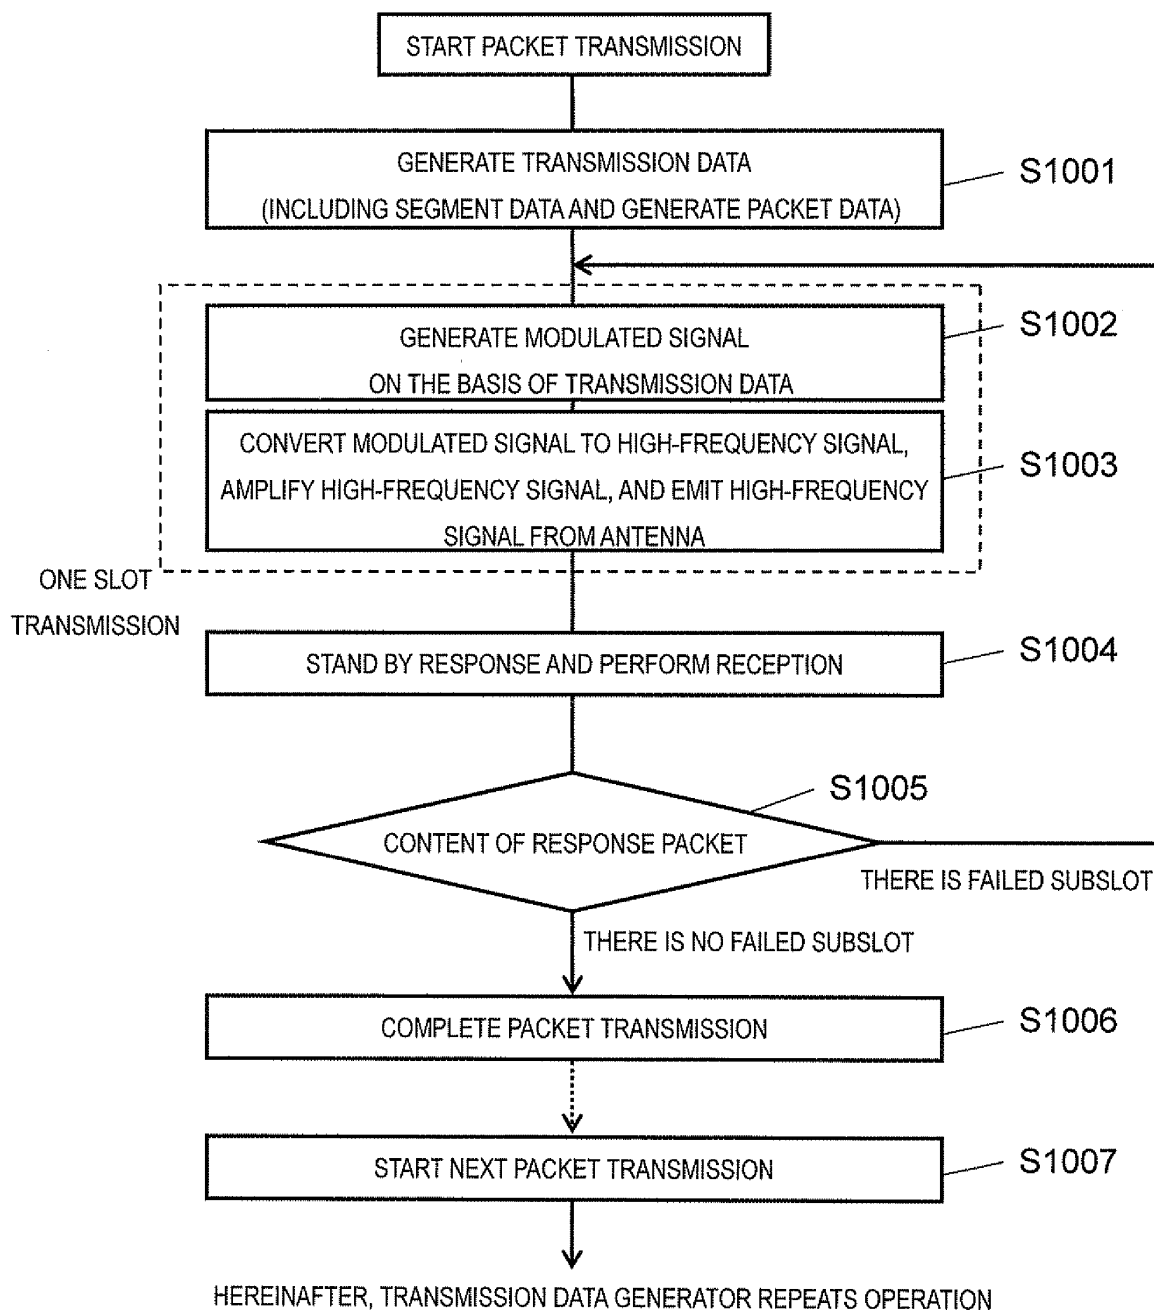 START PACKET TRANSMISSION
GENERATE TRANSMISSION DATA
(INCLUDING SEGMENT DATA AND GENERATE PACKET DATA)
S1001
GENERATE MODULATED SIGNAL
ON THE BASIS OF TRANSMISSION DATA
S1002
CONVERT MODULATED SIGNAL TO HIGH-FREQUENCY SIGNAL,
AMPLIFY HIGH-FREQUENCY SIGNAL, AND EMIT HIGH-FREQUENCY
SIGNAL FROM ANTENNA
S1003
ONE SLOT
TRANSMISSION
STAND BY RESPONSE AND PERFORM RECEPTION
S1004
CONTENT OF RESPONSE PACKET
S1005
THERE IS FAILED SUBSLOT
THERE IS NO FAILED SUBSLOT
COMPLETE PACKET TRANSMISSION
S1006
START NEXT PACKET TRANSMISSION
S1007
HEREINAFTER, TRANSMISSION DATA GENERATOR REPEATS OPERATION